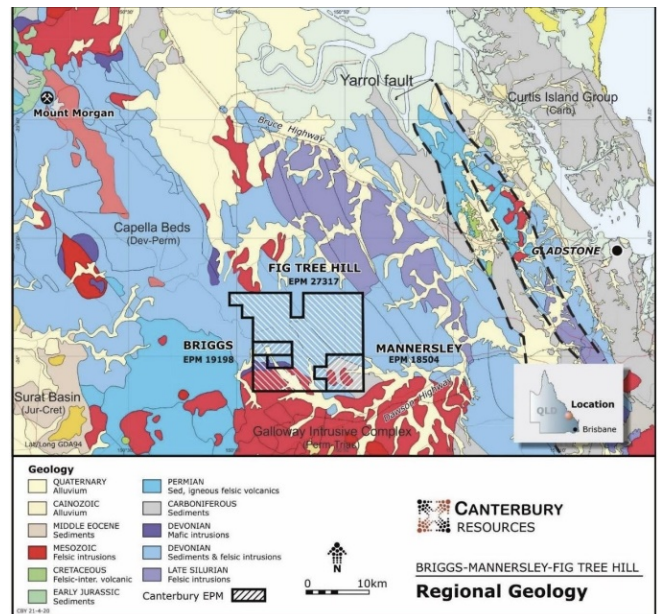 Yarrol fault
Curtis Island Group
(Carb)
Mount Morgan
Bruce Highway
Capella Beds
(Dev-Perm)
GLADSTONE
FIG TREE HILL
EPM 27317
BRIGGS
EPM 19198
MANNERSLEY
EPM 18504
Surat Basin
(Jur-Cret)
Dawson Highway
Galloway Intrusive Complex
(Perm-Trias)
Lat/Long GDA94
Location
QLD
Brisbane
Geology
QUATERNARY
Alluvium
CAINOZOIC
Alluvium
MIDDLE EOCENE
Sediments
MESOZOIC
Felsic intrusions
CRETACEOUS
Felsic-inter. volcanic
EARLY JURASSIC
Sediments
PERMIAN
Sed, igneous felsic volcanics
CARBONIFEROUS
Sediments
DEVONIAN
Mafic intrusions
DEVONIAN
Sediments & felsic intrusions
LATE SILURIAN
Felsic intrusions
Canterbury EPM
N
0 10km
CANTERBURY
RESOURCES
BRIGGS-MANNERSLEY-FIG TREE HILL
Regional Geology
CBY 21-4-20